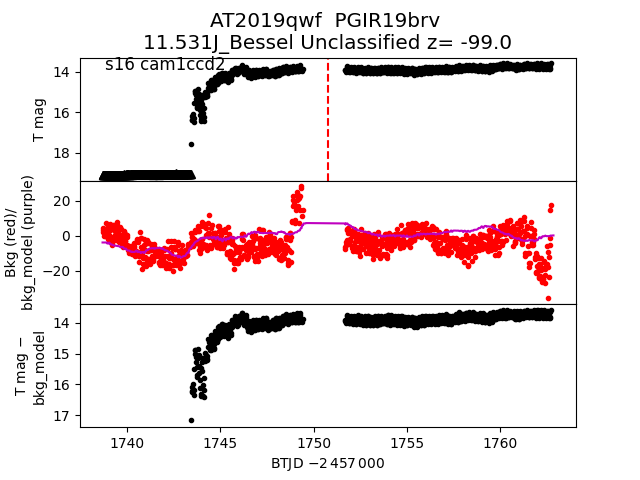 AT2019qwf  PGIR19brv
11.531J_Bessel Unclassified z= -99.0
s16 cam1ccd2
T mag
14
16
18
Bkg (red)/
bkg_model (purple)
20
0
−20
T mag −
bkg_model
14
15
16
17
1740
1745
1750
1755
1760
BTJD −2 457 000